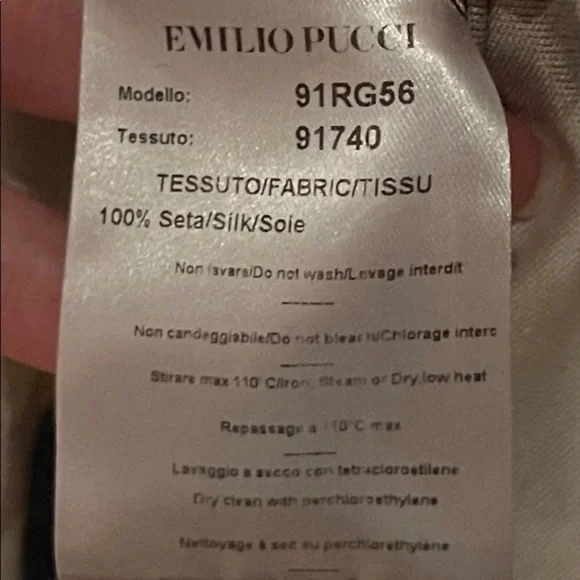 EMILIO PUCCI
Modello: 91RG56
Tessuto: 91740
TESSUTO/FABRIC/TISSU
100% Seta/Silk/Soie
Non lavare/Do not wash/Lavage interdit
Non candeggiabile/Do not bleach/Chlorage interd
Stirare max 110°C/Iron, Steam or Dry, low heat
Repassage a 110°C max
Lavaggio a secco con tetracloroetilene
Dry clean with perchloroethylene
Nettoyage à sec au perchlorethylene